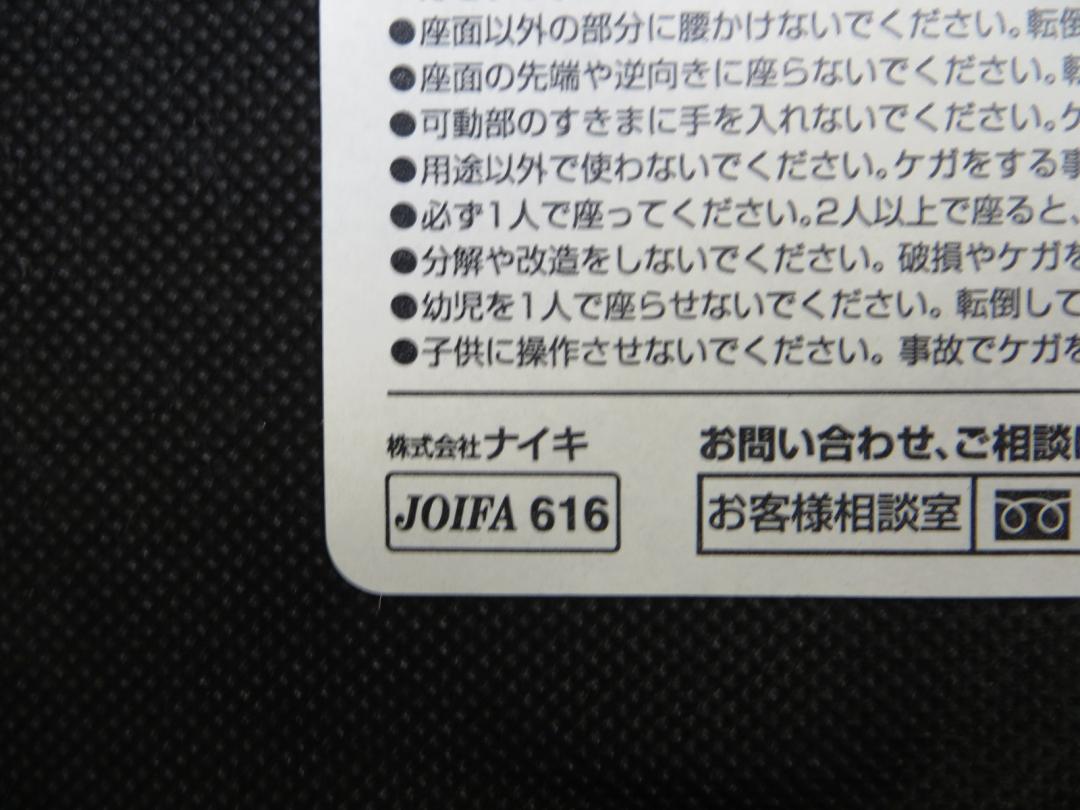 ●座面以外の部分に腰かけないでください。転倒
●座面の先端や逆向きに座らないでください。転
●可動部のすきまに手を入れないでください。ケ
●用途以外で使わないでください。ケガをする事
●必ず1人で座ってください。2人以上で座ると、
●分解や改造をしないでください。破損やケガを
●幼児を1人で座らせないでください。転倒して
●子供に操作させないでください。事故でケガを
株式会社ナイキ
JOIFA 616
お問い合わせ、ご相談は
お客様相談室